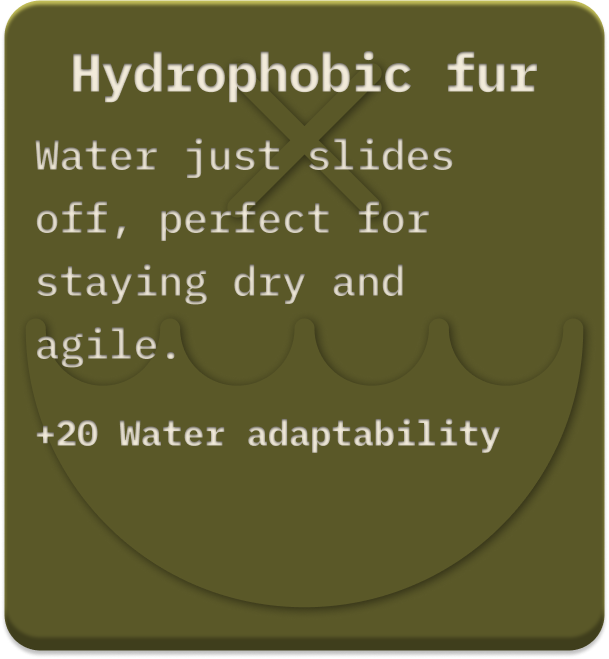 Hydrophobic fur
Water just slides
off, perfect for
staying dry and
agile.
+20 Water adaptability